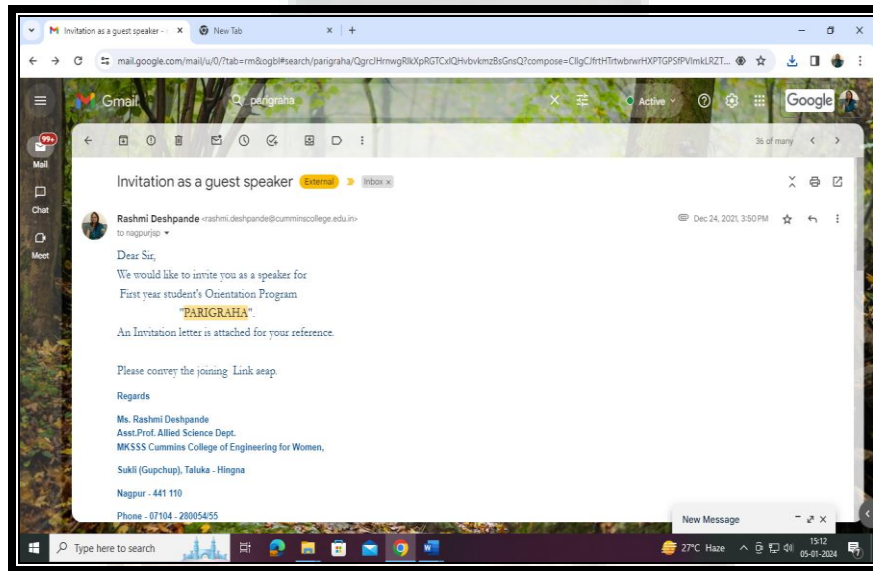 Invitation as a guest speaker -
New Tab
mail.google.com/mail/u/0/?tab=rm&ogbl#search/parigraha/
Gmail
parigraha
Active
Google
99+
Mail
Chat
Meet
36 of many
Invitation as a guest speaker External Inbox x
Rashmi Deshpande <rashmi.deshpande@cumminscollege.edu.in>
Dec 24, 2021, 3:50 PM
to nagpurjsp
Dear Sir,
We would like to invite you as a speaker for
First year student's Orientation Program
"PARIGRAHA".
An Invitation letter is attached for your reference.
Please convey the joining Link aeap.
Regards
Ms. Rashmi Deshpande
Asst.Prof. Allied Science Dept.
MKSSS Cummins College of Engineering for Women,
Sukli (Gupchup), Taluka - Hingna
Nagpur - 441 110
Phone - 07104 - 280054/55
New Message
Type here to search
27°C Haze
15:12
05-01-2024